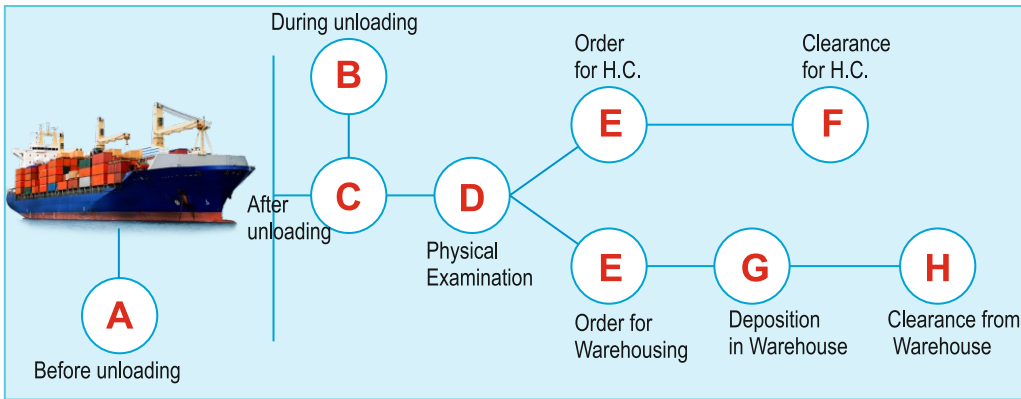 During unloading
B
Order
for H.C.
E
Clearance
for H.C.
F
After
unloading
C
D
Physical
Examination
A
Before unloading
E
Order for
Warehousing
G
Deposition
in Warehouse
H
Clearance from
Warehouse